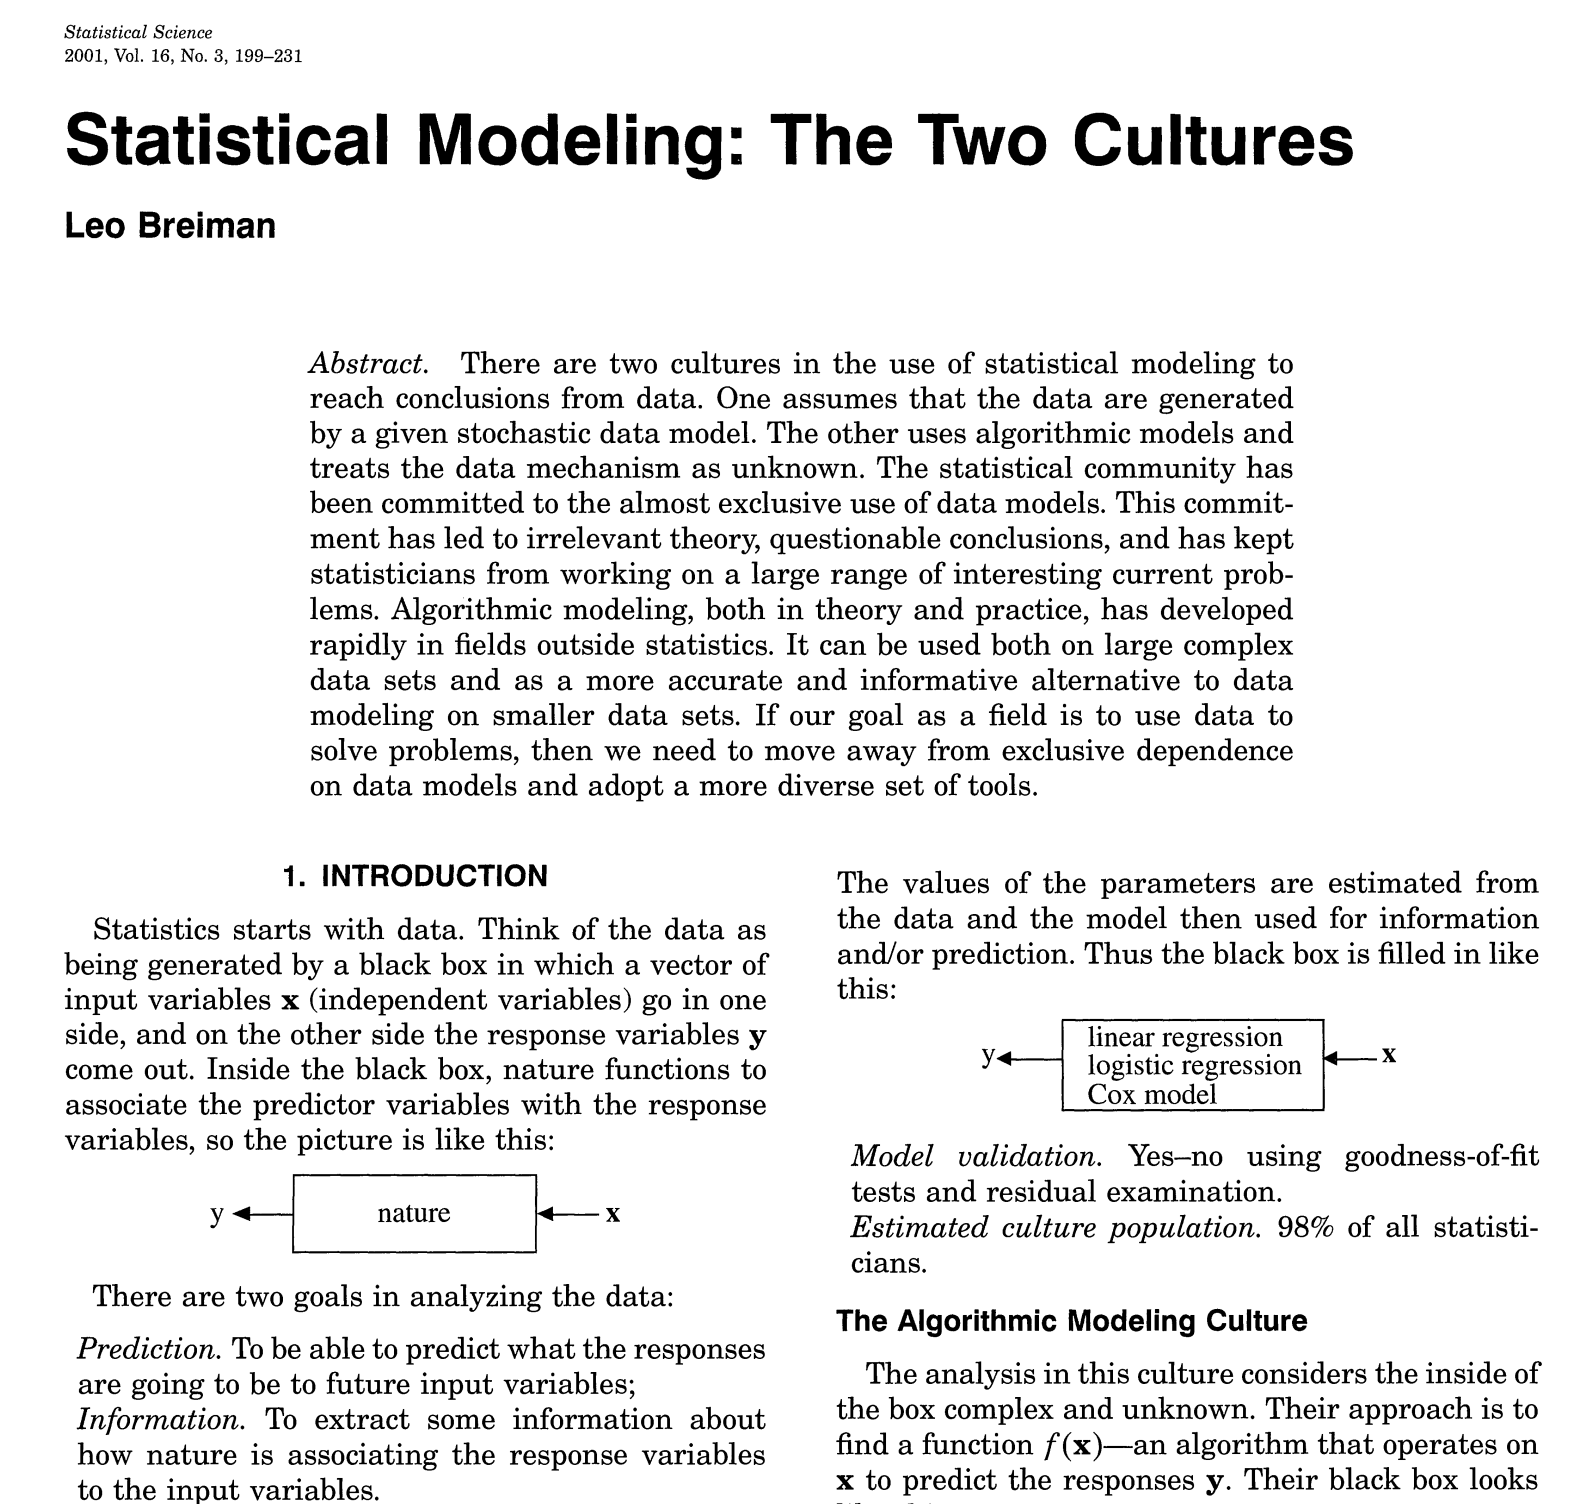 Statistical Science
2001, Vol. 16, No. 3, 199–231
Statistical Modeling: The Two Cultures
Leo Breiman
Abstract. There are two cultures in the use of statistical modeling to
reach conclusions from data. One assumes that the data are generated
by a given stochastic data model. The other uses algorithmic models and
treats the data mechanism as unknown. The statistical community has
been committed to the almost exclusive use of data models. This commit-
ment has led to irrelevant theory, questionable conclusions, and has kept
statisticians from working on a large range of interesting current prob-
lems. Algorithmic modeling, both in theory and practice, has developed
rapidly in fields outside statistics. It can be used both on large complex
data sets and as a more accurate and informative alternative to data
modeling on smaller data sets. If our goal as a field is to use data to
solve problems, then we need to move away from exclusive dependence
on data models and adopt a more diverse set of tools.
1. INTRODUCTION
Statistics starts with data. Think of the data as
being generated by a black box in which a vector of
input variables x (independent variables) go in one
side, and on the other side the response variables y
come out. Inside the black box, nature functions to
associate the predictor variables with the response
variables, so the picture is like this:
y nature x
There are two goals in analyzing the data:
Prediction. To be able to predict what the responses
are going to be to future input variables;
Information. To extract some information about
how nature is associating the response variables
to the input variables.
The values of the parameters are estimated from
the data and the model then used for information
and/or prediction. Thus the black box is filled in like
this:
linear regression
y logistic regression x
Cox model
Model validation. Yes–no using goodness-of-fit
tests and residual examination.
Estimated culture population. 98% of all statisti-
cians.
The Algorithmic Modeling Culture
The analysis in this culture considers the inside of
the box complex and unknown. Their approach is to
find a function f(x)—an algorithm that operates on
x to predict the responses y. Their black box looks